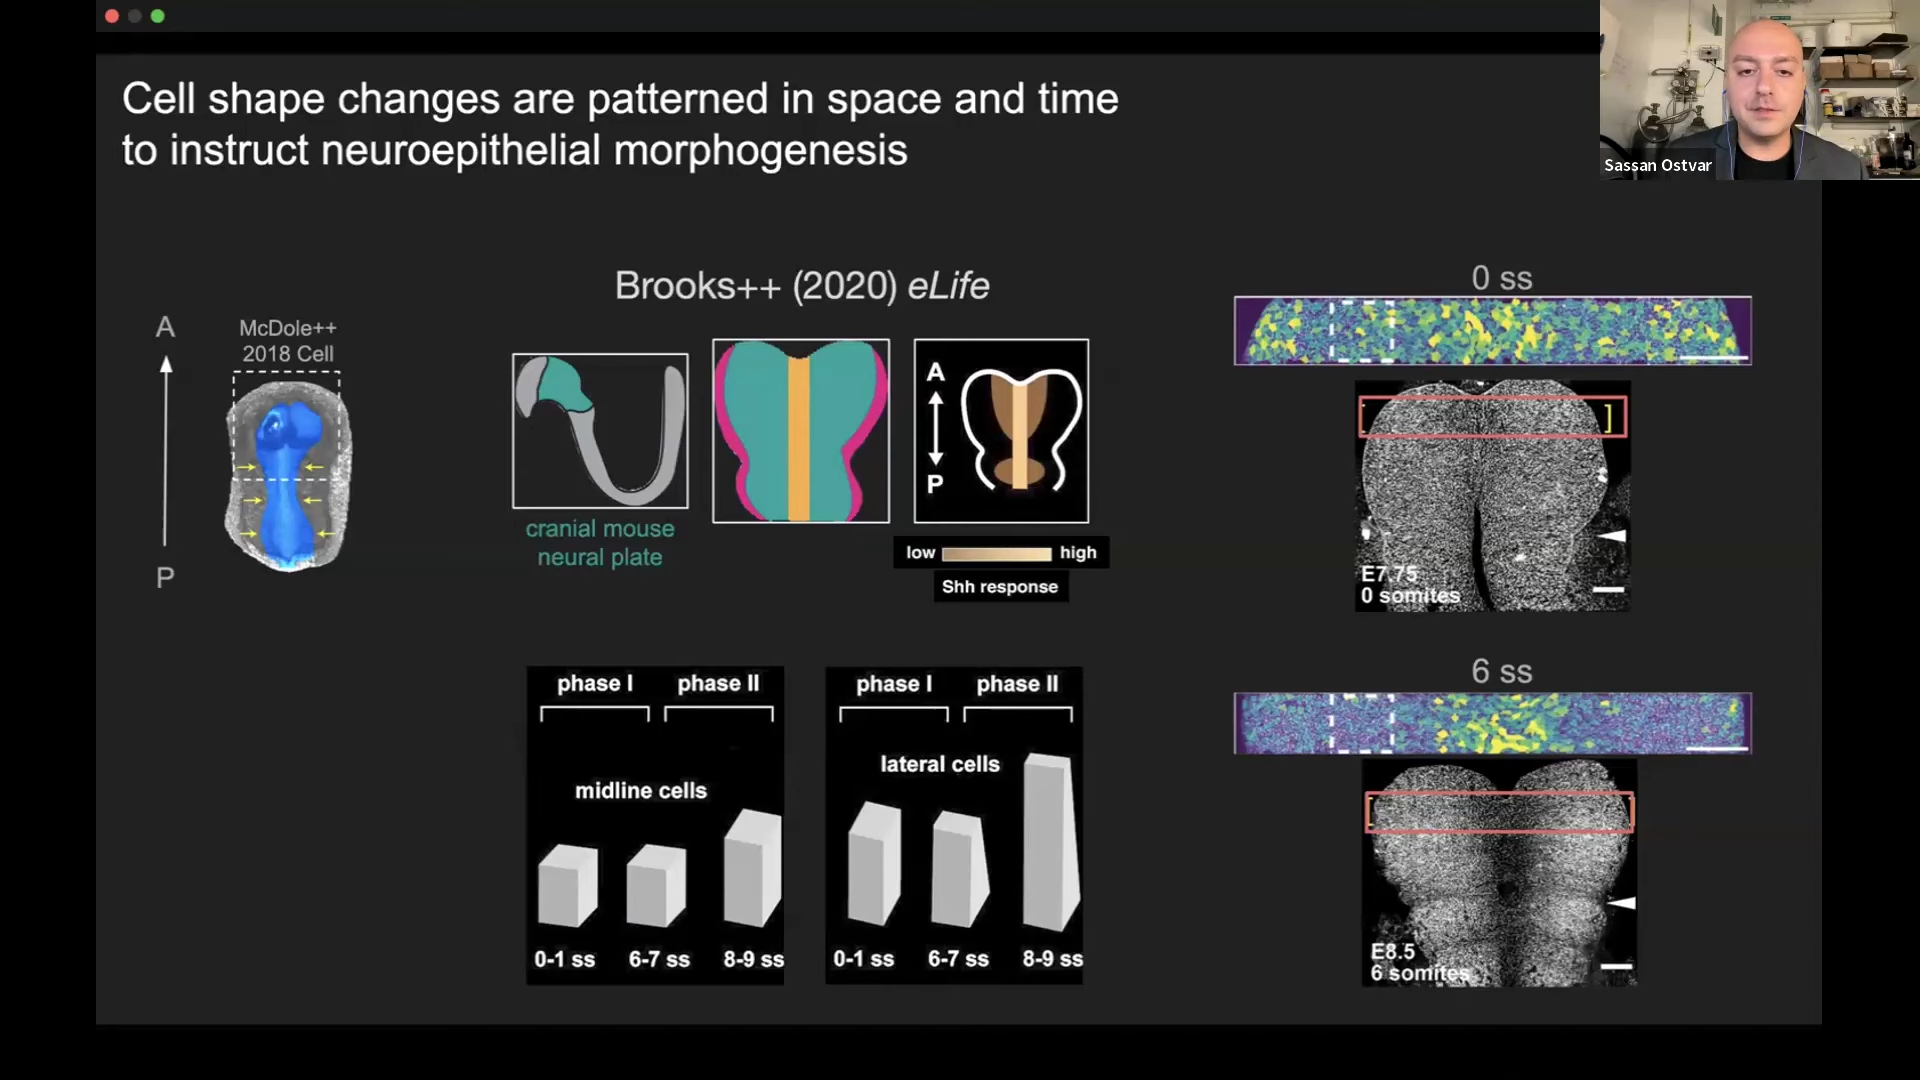 Cell shape changes are patterned in space and time
to instruct neuroepithelial morphogenesis
Sassan Ostvar
A
P
McDole++
2018 Cell
Brooks++ (2020) eLife
cranial mouse
neural plate
A
P
low
high
Shh response
phase I
phase II
midline cells
0-1 ss
6-7 ss
8-9 ss
phase I
phase II
lateral cells
0-1 ss
6-7 ss
8-9 ss
0 ss
E7.75
0 somites
6 ss
E8.5
6 somites